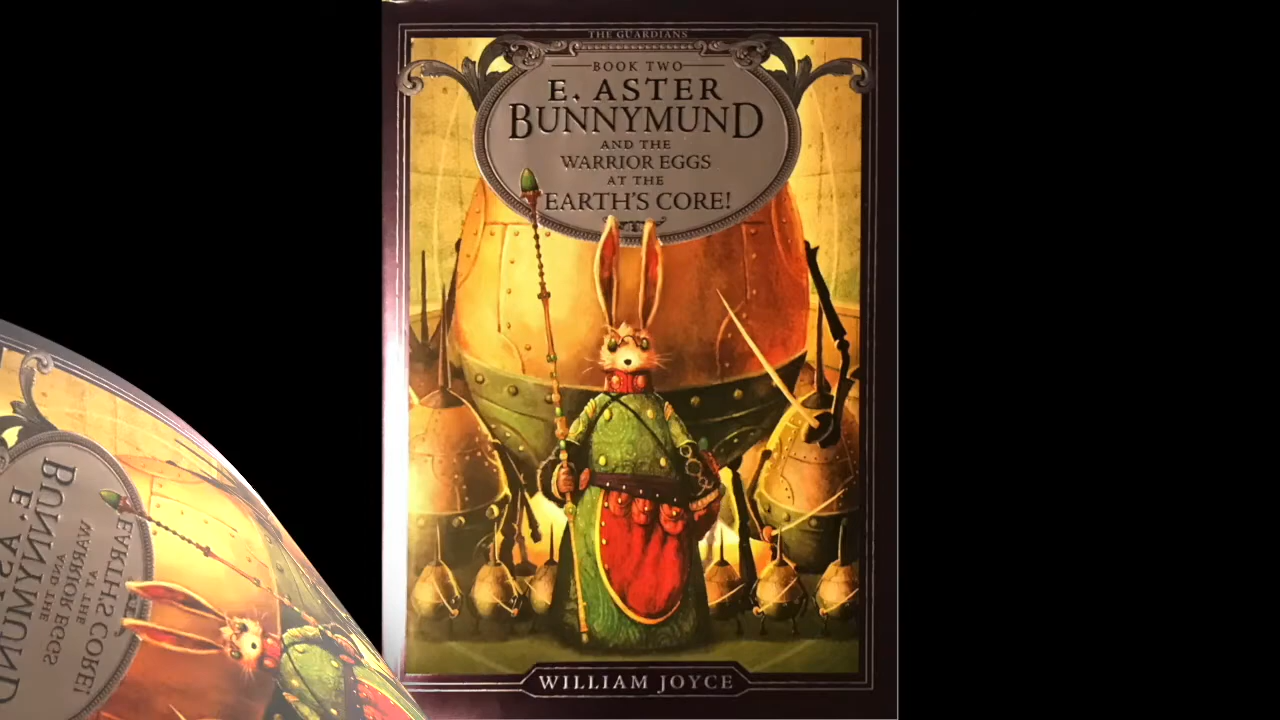 THE GUARDIANS
BOOK TWO
E. ASTER
BUNNYMUND
AND THE
WARRIOR EGGS
AT THE
EARTH'S CORE!
WILLIAM JOYCE
BUNNYMUND
E. AST
AND THE
WARRIOR EGGS
AT THE
EARTH'S CORE!